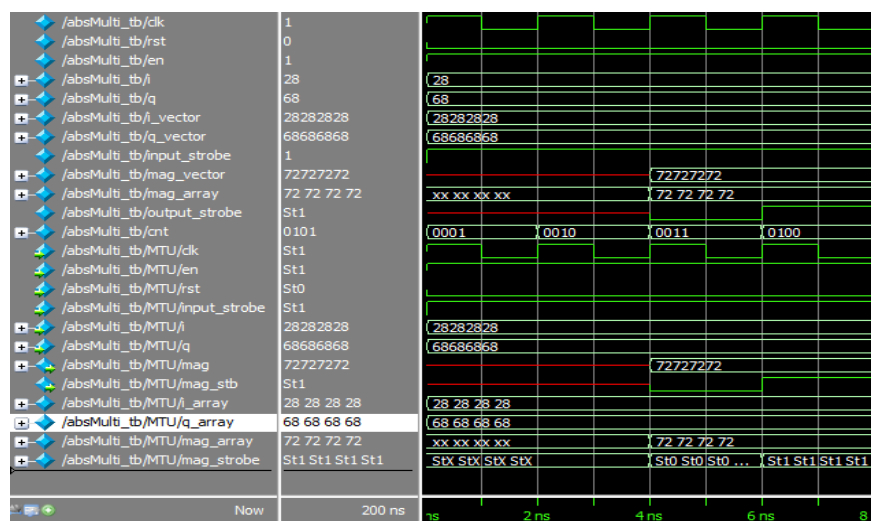 /absMulti_tb/clk 1
/absMulti_tb/rst 0
/absMulti_tb/en 1
/absMulti_tb/i 28 28
/absMulti_tb/q 68 68
/absMulti_tb/i_vector 28282828 28282828
/absMulti_tb/q_vector 68686868 68686868
/absMulti_tb/input_strobe 1
/absMulti_tb/mag_vector 72727272 72727272
/absMulti_tb/mag_array 72 72 72 72 xx xx xx xx 72 72 72 72
/absMulti_tb/output_strobe St1
/absMulti_tb/cnt 0101 0001 0010 0011 0100
/absMulti_tb/MTU/clk St1
/absMulti_tb/MTU/en St1
/absMulti_tb/MTU/rst St0
/absMulti_tb/MTU/input_strobe St1
/absMulti_tb/MTU/i 28282828 28282828
/absMulti_tb/MTU/q 68686868 68686868
/absMulti_tb/MTU/mag 72727272 72727272
/absMulti_tb/MTU/mag_stb St1
/absMulti_tb/MTU/i_array 28 28 28 28 28 28 28 28
/absMulti_tb/MTU/q_array 68 68 68 68 68 68 68 68
/absMulti_tb/MTU/mag_array 72 72 72 72 xx xx xx xx 72 72 72 72
/absMulti_tb/MTU/mag_strobe St1 St1 St1 St1 StX StX StX StX St0 St0 St0 ... St1 St1 St1 St1
Now 200 ns ns 2 ns 4 ns 6 ns 8